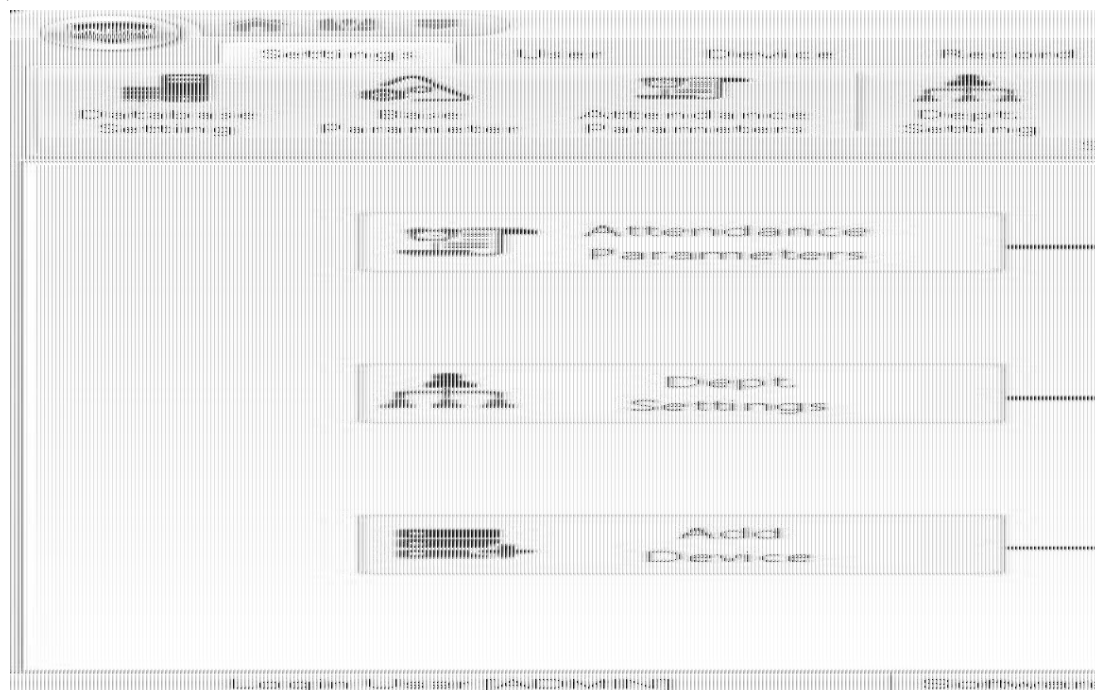 Settings User Device Record
Database Base Attendance Dept.
Setting Parameter Parameters Setting
S
Attendance
Parameters
Dept.
Settings
Add
Device
Login User [ADMIN] Software